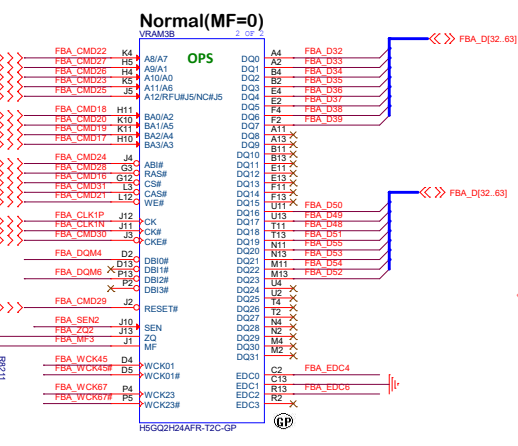 Normal(MF=0)
VRAM3B 2 OF 2
OPS
FBA_CMD22 K4 A8/A7 DQ0 A4 FBA_D32 FBA_D[32..63]
FBA_CMD27 H5 A9/A1 DQ1 A2 FBA_D33
FBA_CMD26 H4 A10/A0 DQ2 B4 FBA_D34
FBA_CMD23 K5 A11/A6 DQ3 B2 FBA_D35
FBA_CMD25 J5 A12/RFU#J5/NC#J5 DQ4 E4 FBA_D36
DQ5 E2 FBA_D37
FBA_CMD18 H11 BA0/A2 DQ6 F4 FBA_D38
FBA_CMD20 K10 BA1/A5 DQ7 F2 FBA_D39
FBA_CMD19 K11 BA2/A4 DQ8 A11
FBA_CMD17 H10 BA3/A3 DQ9 A13
DQ10 B11
FBA_CMD24 J4 ABI# DQ11 B13
FBA_CMD28 G3 RAS# DQ12 E11
FBA_CMD16 G12 CS# DQ13 E13
FBA_CMD31 L3 CAS# DQ14 F11
FBA_CMD21 L12 WE# DQ15 F13
DQ16 U11 FBA_D50 FBA_D[32..63]
FBA_CLK1P J12 CK DQ17 U13 FBA_D49
FBA_CLK1N J11 CK# DQ18 T11 FBA_D48
FBA_CMD30 J3 CKE# DQ19 T13 FBA_D51
DQ20 N11 FBA_D55
FBA_DQM4 D2 DBI0# DQ21 N13 FBA_D53
D13 DBI1# DQ22 M11 FBA_D54
FBA_DQM6 P13 DBI2# DQ23 M13 FBA_D52
P2 DBI3# DQ24 U4
DQ25 U2
FBA_CMD29 J2 RESET# DQ26 T4
DQ27 T2
FBA_SEN2 J10 SEN DQ28 N4
FBA_ZQ2 J13 ZQ DQ29 N2
FBA_MF3 J1 MF DQ30 M4
DQ31 M2
FBA_WCK45 D4 WCK01
FBA_WCK45# D5 WCK01# EDC0 C2 FBA_EDC4
EDC1 C13
FBA_WCK67 P4 WCK23 EDC2 R13 FBA_EDC6
FBA_WCK67# P5 WCK23# EDC3 R2
GP
H5GQ2H24AFR-T2C-GP